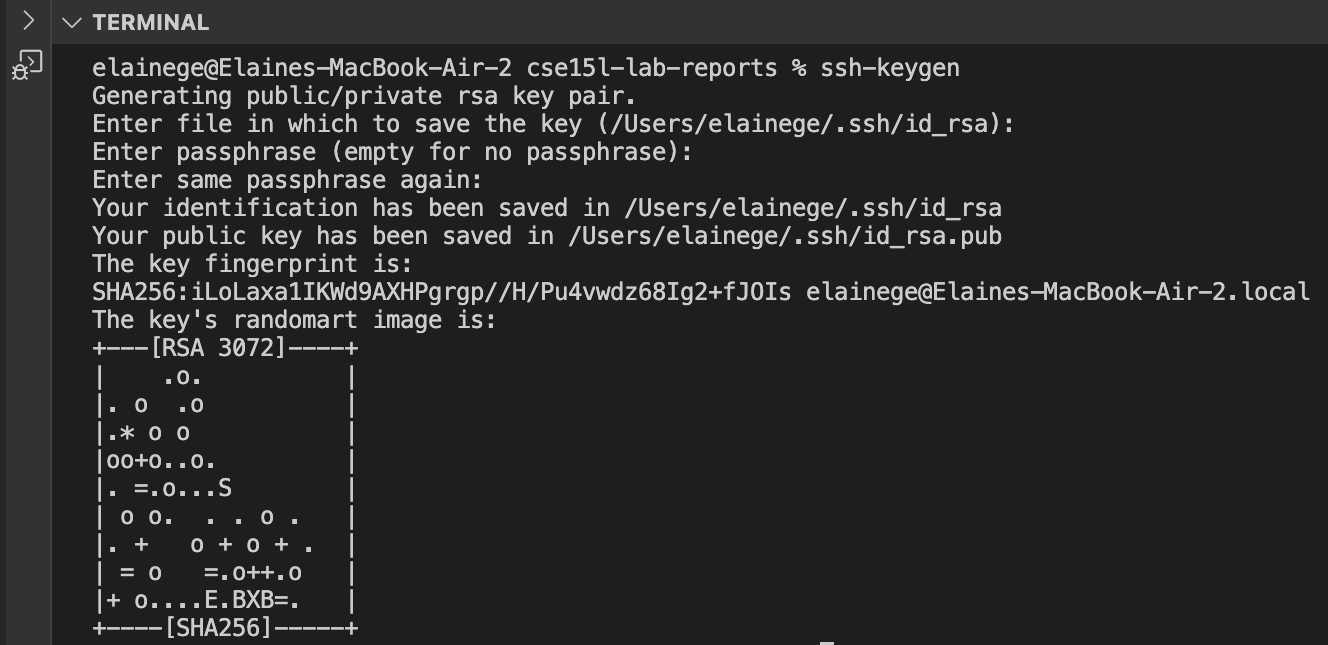 TERMINAL
elainege@Elaines-MacBook-Air-2 cse15l-lab-reports % ssh-keygen
Generating public/private rsa key pair.
Enter file in which to save the key (/Users/elainege/.ssh/id_rsa):
Enter passphrase (empty for no passphrase):
Enter same passphrase again:
Your identification has been saved in /Users/elainege/.ssh/id_rsa
Your public key has been saved in /Users/elainege/.ssh/id_rsa.pub
The key fingerprint is:
SHA256:iLoLaxa1IKWd9AXHPgrgp//H/Pu4vwdz68Ig2+fJOIs elainege@Elaines-MacBook-Air-2.local
The key's randomart image is:
+---[RSA 3072]----+
|    .o.          |
|. o  .o          |
|.* o o           |
|oo+o..o.         |
|. =.o...S        |
| o o.  . . o .   |
|. +   o + o + .  |
| = o   =.o++.o   |
|+ o....E.BXB=.   |
+----[SHA256]-----+